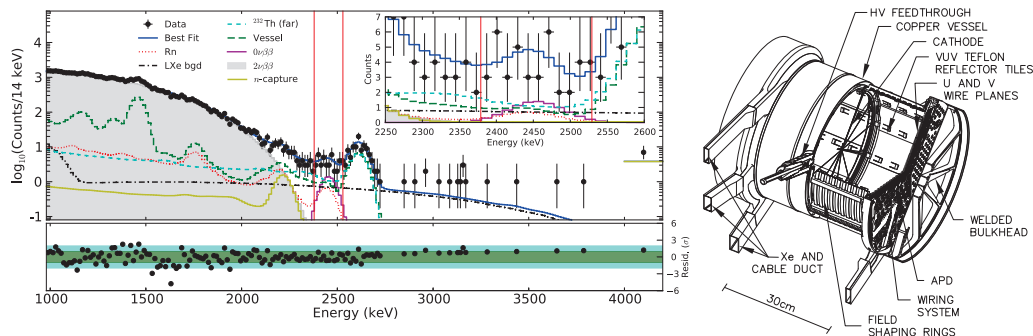 Data
Best Fit
Rn
LXe bgd
²³²Th (far)
Vessel
0νββ
2νββ
n-capture
log₁₀(Counts/14 keV)
4
3
2
1
0
-1
7
6
5
4
3
2
1
0
Counts
2250 2300 2350 2400 2450 2500 2550 2600
Energy (keV)
6
3
0
−3
−6
Resid, (σ)
1000 1500 2000 2500 3000 3500 4000
Energy (keV)
HV FEEDTHROUGH
COPPER VESSEL
CATHODE
VUV TEFLON
REFLECTOR TILES
U AND V
WIRE PLANES
WELDED
BULKHEAD
Xe AND
CABLE DUCT
APD
WIRING
SYSTEM
FIELD
SHAPING RINGS
30cm